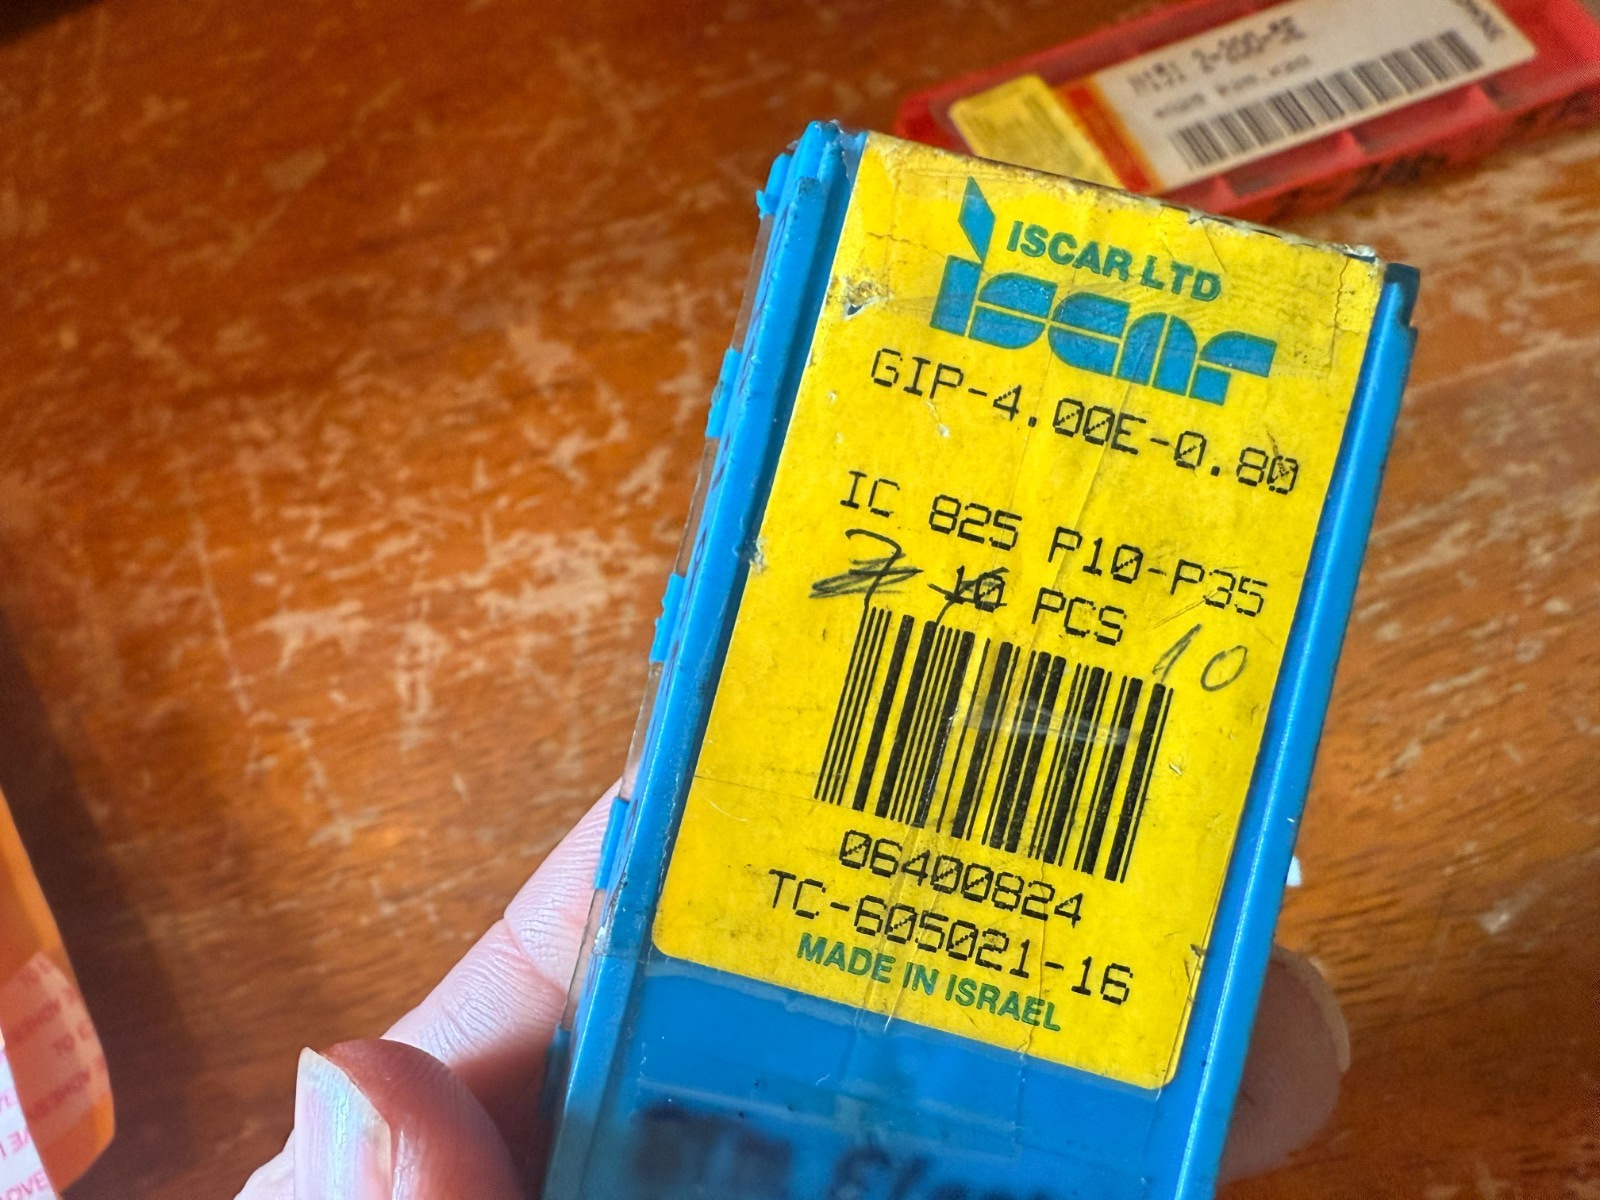 ISCAR LTD
iscar
GIP-4.00E-0.80
IC 825 P10-P35
7 10 PCS
10
06400824
TC-605021-16
MADE IN ISRAEL